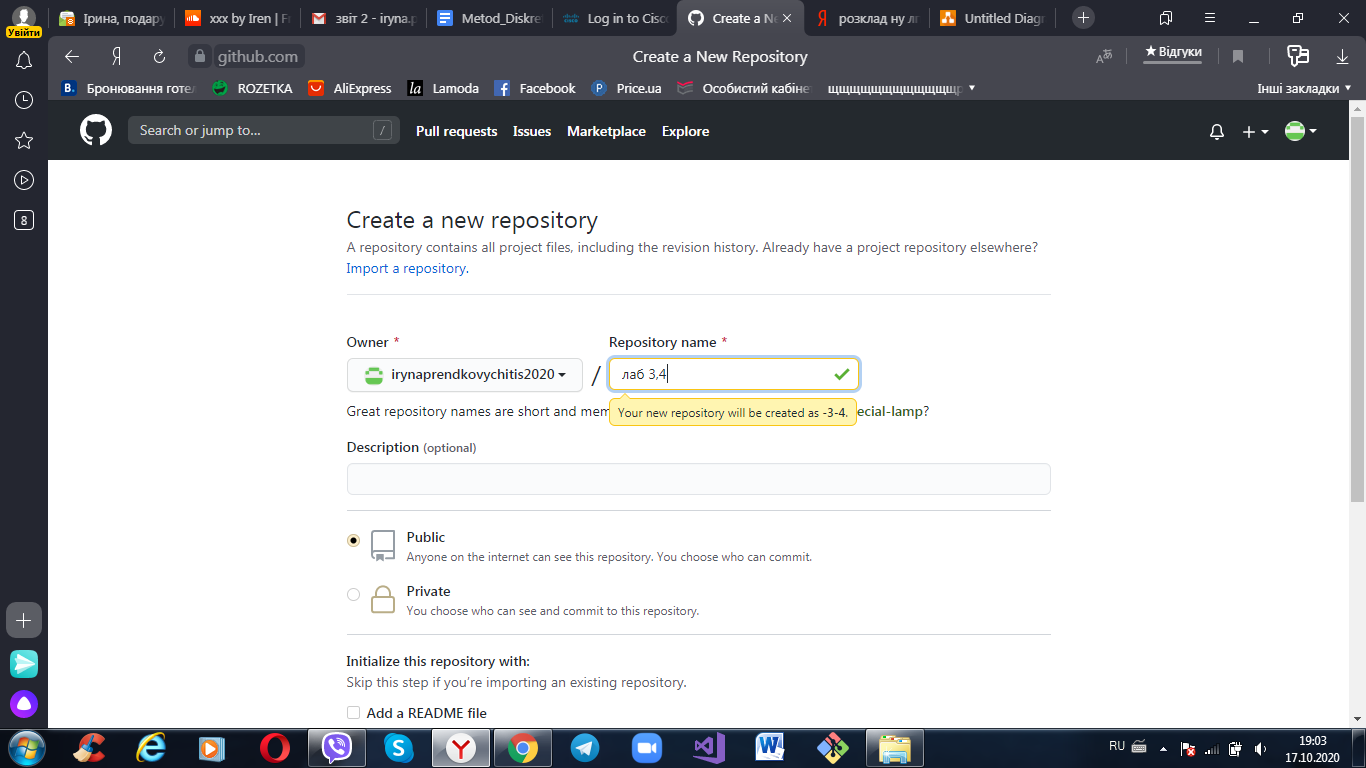 Увійти
Ірина, подару
xxx by Iren | F
звіт 2 - iryna.p
Metod_Diskre
Log in to Cisc
Create a Ne
розклад ну л
Untitled Diagr
github.com
Create a New Repository
Відгуки
Бронювання готел
ROZETKA
AliExpress
Lamoda
Facebook
Price.ua
Особистий кабіне
Інші закладки
8
Search or jump to...
/
Pull requests
Issues
Marketplace
Explore
Create a new repository
A repository contains all project files, including the revision history. Already have a project repository elsewhere?
Import a repository.
Owner *
Repository name *
irynaprendkovychitis2020
/
лаб 3,4
Great repository names are short and mem
Your new repository will be created as -3-4.
ecial-lamp?
Description (optional)
Public
Anyone on the internet can see this repository. You choose who can commit.
Private
You choose who can see and commit to this repository.
Initialize this repository with:
Skip this step if you're importing an existing repository.
Add a README file
RU
19:03
17.10.2020